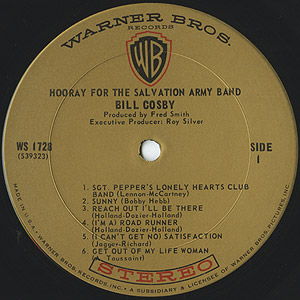 WARNER BROS.
RECORDS
WB
HOORAY FOR THE SALVATION ARMY BAND
BILL COSBY
Produced by Fred Smith
Executive Producer: Roy Silver
WS 1728
(S39323)
SIDE
1
1. SGT. PEPPER'S LONELY HEARTS CLUB
BAND (Lennon-McCartney)
2. SUNNY (Bobby Hebb)
3. REACH OUT I'LL BE THERE
(Holland-Dozier-Holland)
4. (I'M A) ROAD RUNNER
(Holland-Dozier-Holland)
5. (I CAN'T GET NO) SATISFACTION
(Jagger-Richard)
6. GET OUT OF MY LIFE WOMAN
(A. Toussaint)
STEREO
MADE IN U.S.A. • WARNER BROS. RECORDS INC., A SUBSIDIARY & LICENSEE OF WARNER BROS. PICTURES, INC.